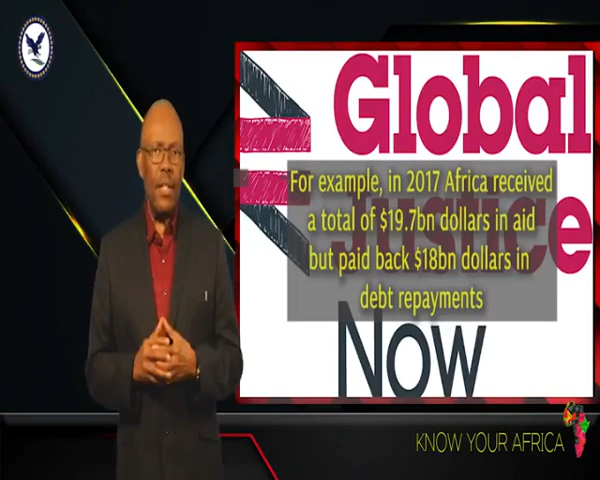 Global
Justice
Now
For example, in 2017 Africa received
a total of $19.7bn dollars in aid
but paid back $18bn dollars in
debt repayments
KNOW YOUR AFRICA